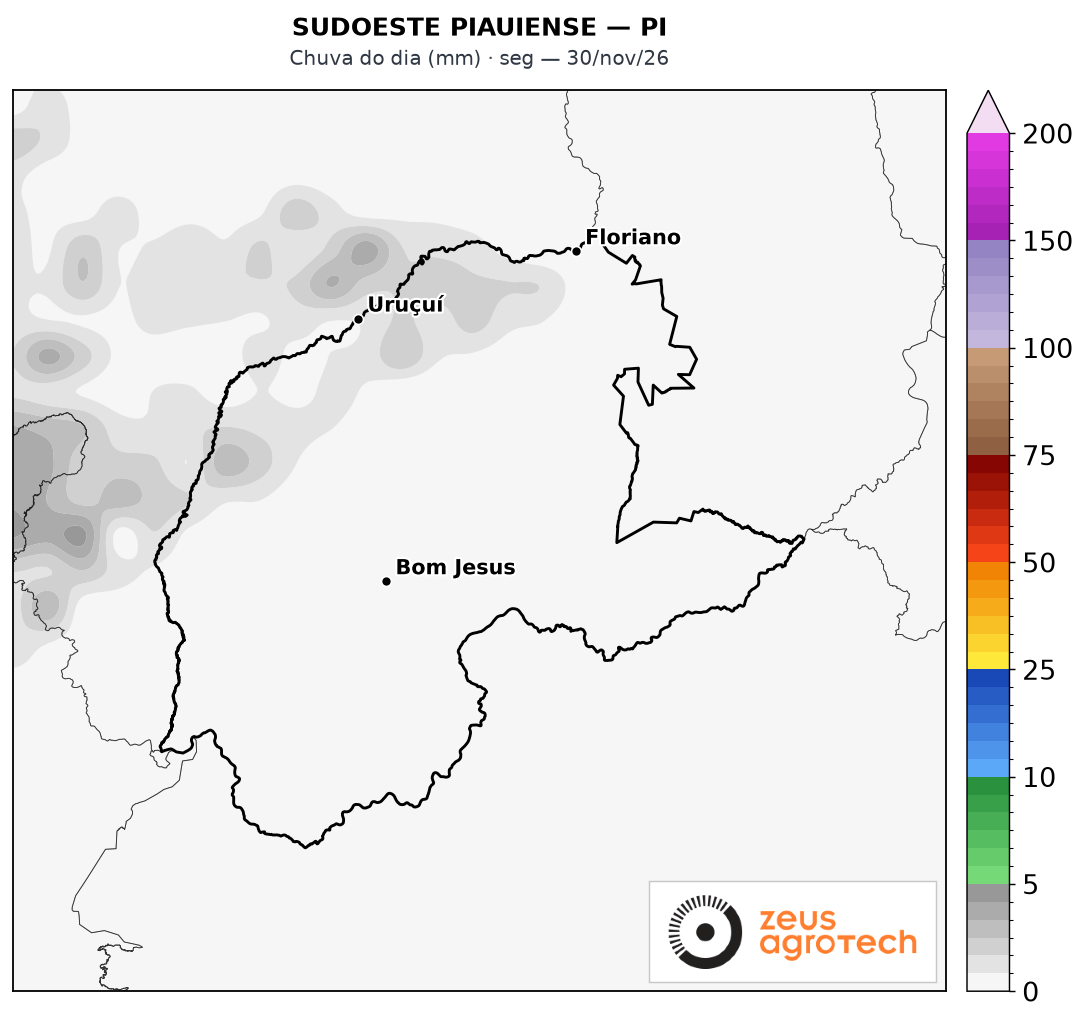 SUDOESTE PIAUIENSE — PI
Chuva do dia (mm) · seg — 30/nov/26
Floriano
Uruçuí
Bom Jesus
200
150
100
75
50
25
10
5
0
zeus
agrotech